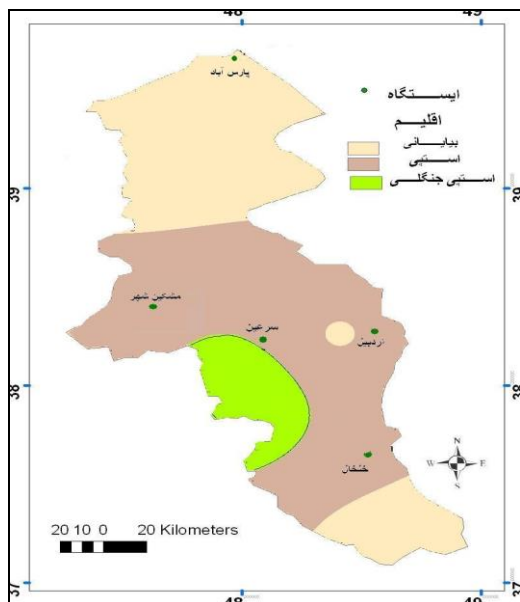 48
49
پارس آباد
ایستگاه
اقلیم
بیابانی
استپی
استپی جنگلی
39
39
مشکین شهر
سرعین
اردبیل
38
38
خلخال
N
W E
S
20 10 0 20 Kilometers
37
37
48
49